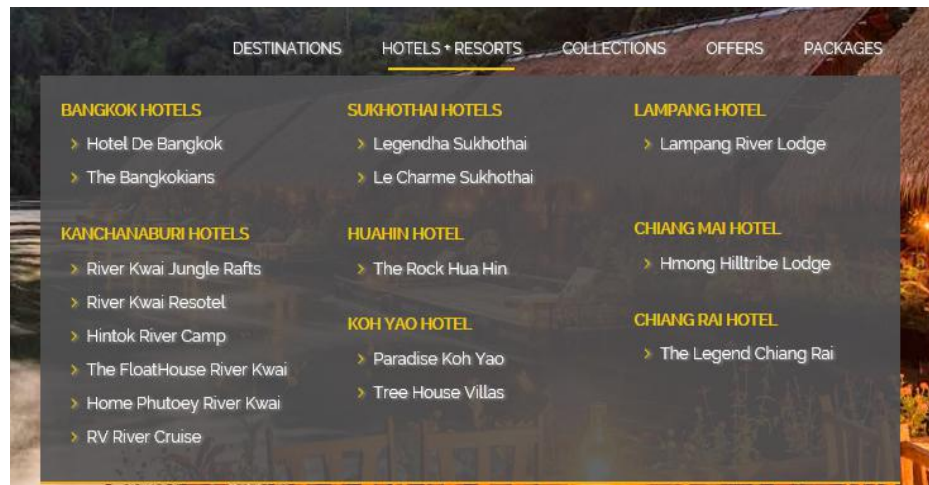 DESTINATIONS HOTELS + RESORTS COLLECTIONS OFFERS PACKAGES
BANGKOK HOTELS
> Hotel De Bangkok
> The Bangkokians
KANCHANABURI HOTELS
> River Kwai Jungle Rafts
> River Kwai Resotel
> Hintok River Camp
> The FloatHouse River Kwai
> Home Phutoey River Kwai
> RV River Cruise
SUKHOTHAI HOTELS
> Legendha Sukhothai
> Le Charme Sukhothai
HUAHIN HOTEL
> The Rock Hua Hin
KOH YAO HOTEL
> Paradise Koh Yao
> Tree House Villas
LAMPANG HOTEL
> Lampang River Lodge
CHIANG MAI HOTEL
> Hmong Hilltribe Lodge
CHIANG RAI HOTEL
> The Legend Chiang Rai